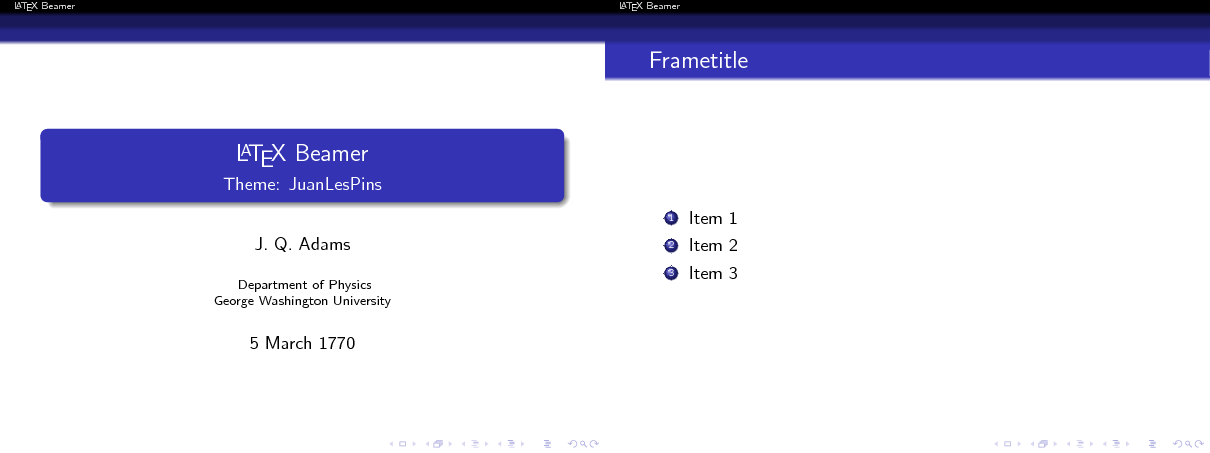 LATEX Beamer
LATEX Beamer
Theme: JuanLesPins
J. Q. Adams
Department of Physics
George Washington University
5 March 1770
LATEX Beamer
Frametitle
1 Item 1
2 Item 2
3 Item 3